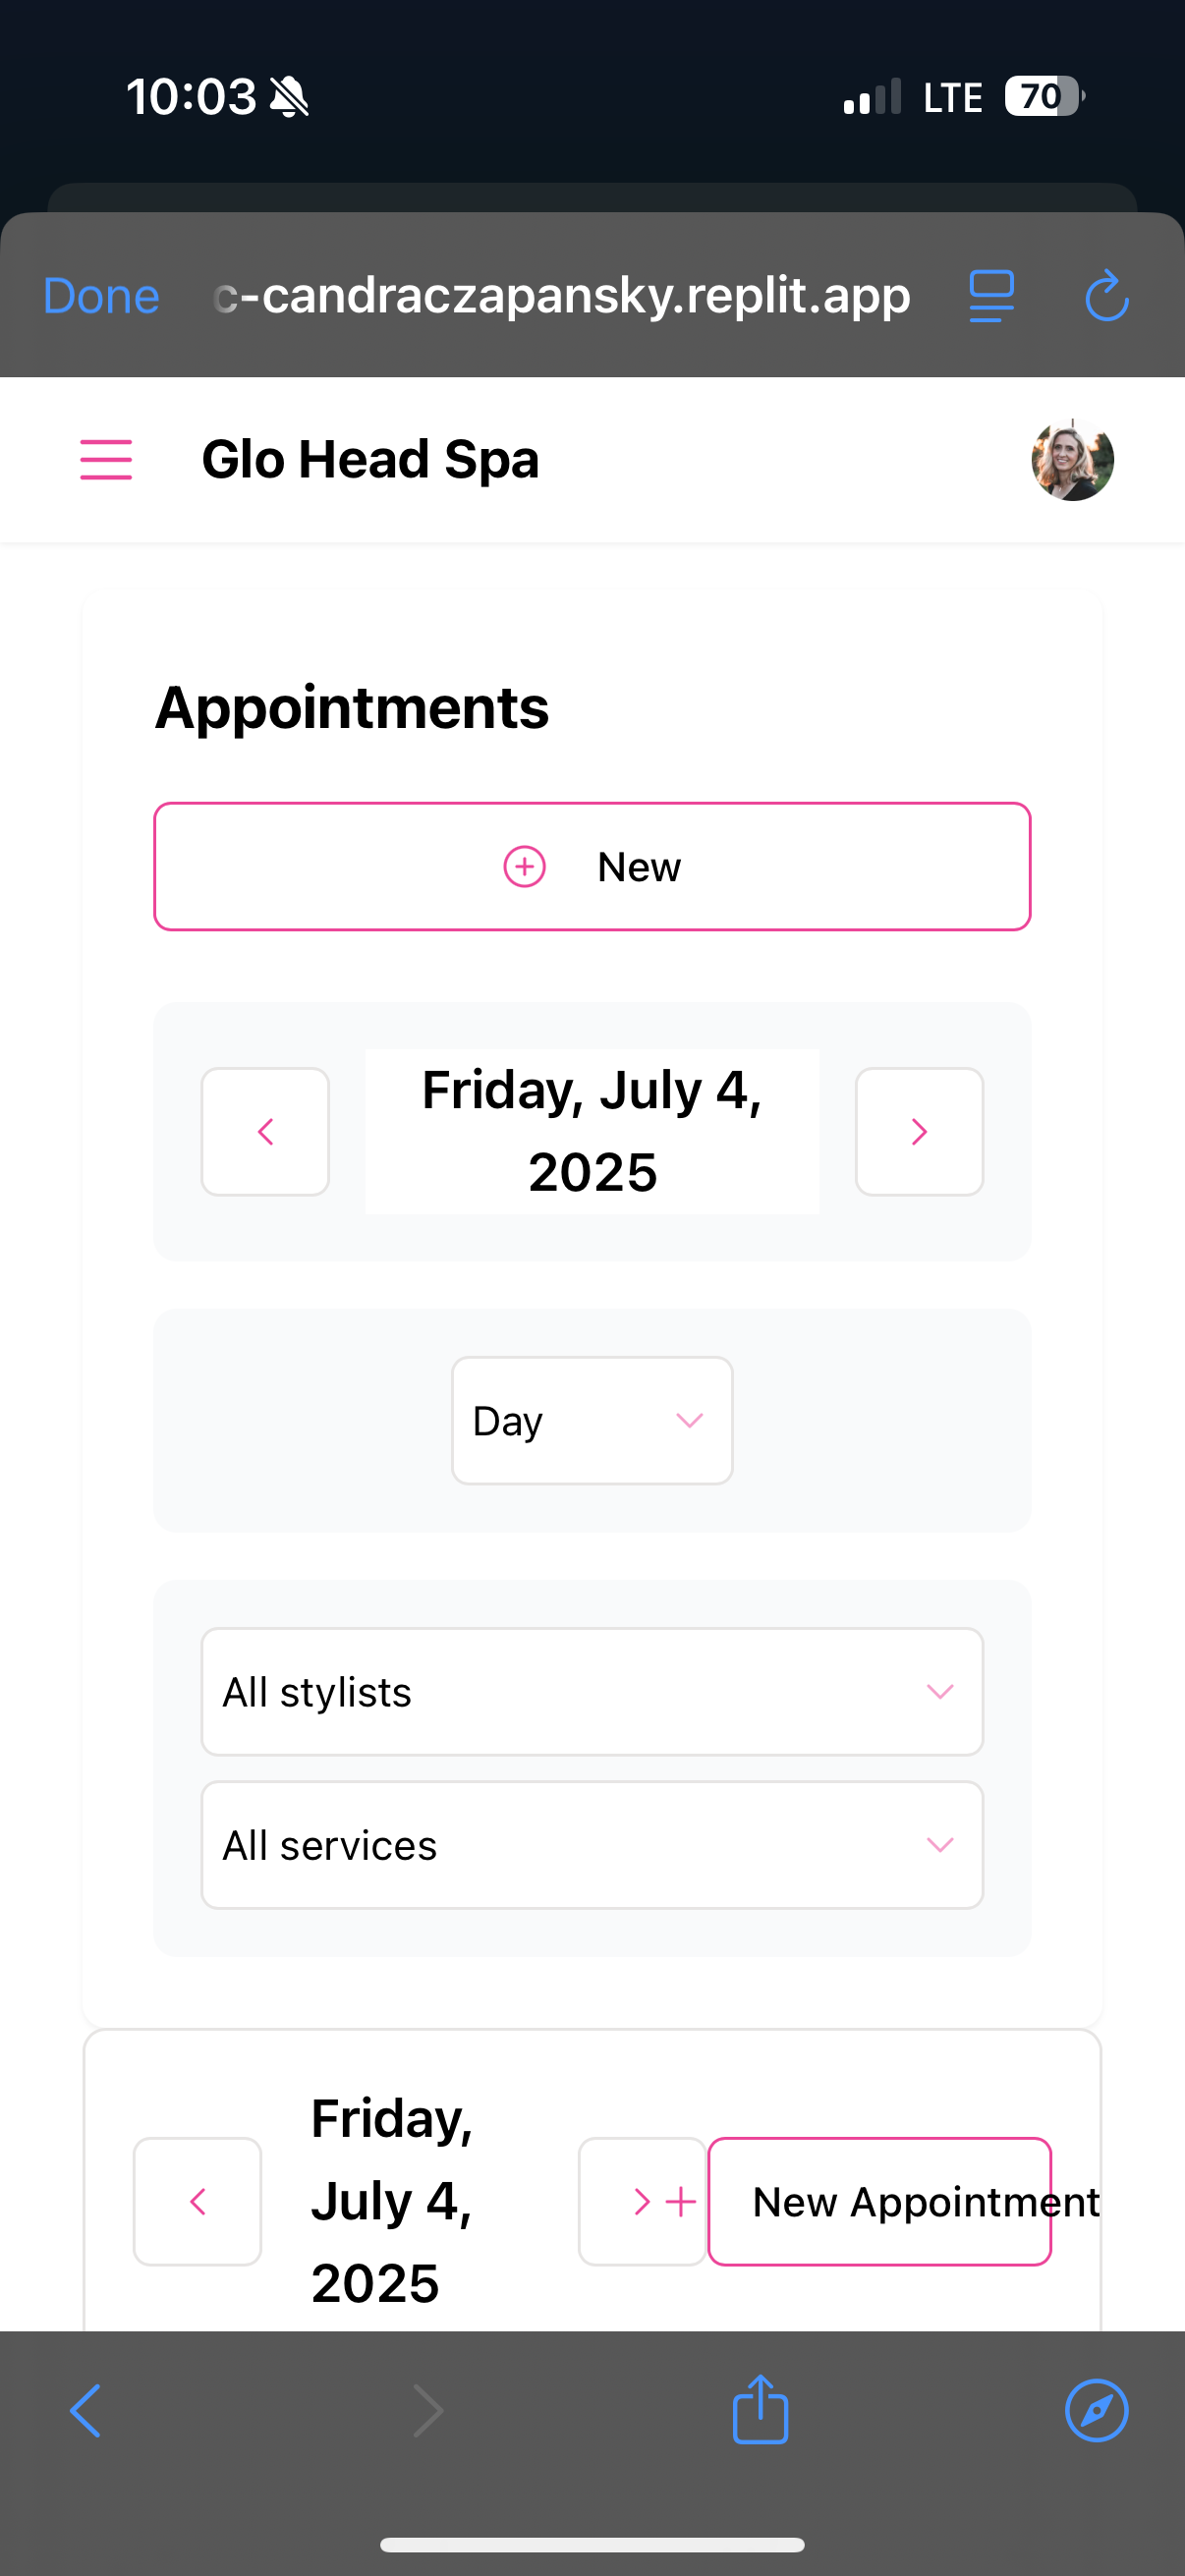 10:03
LTE
70
Done
c-candraczapansky.replit.app
Glo Head Spa
Appointments
New
Friday, July 4,
2025
Day
All stylists
All services
Friday,
July 4,
2025
New Appointment